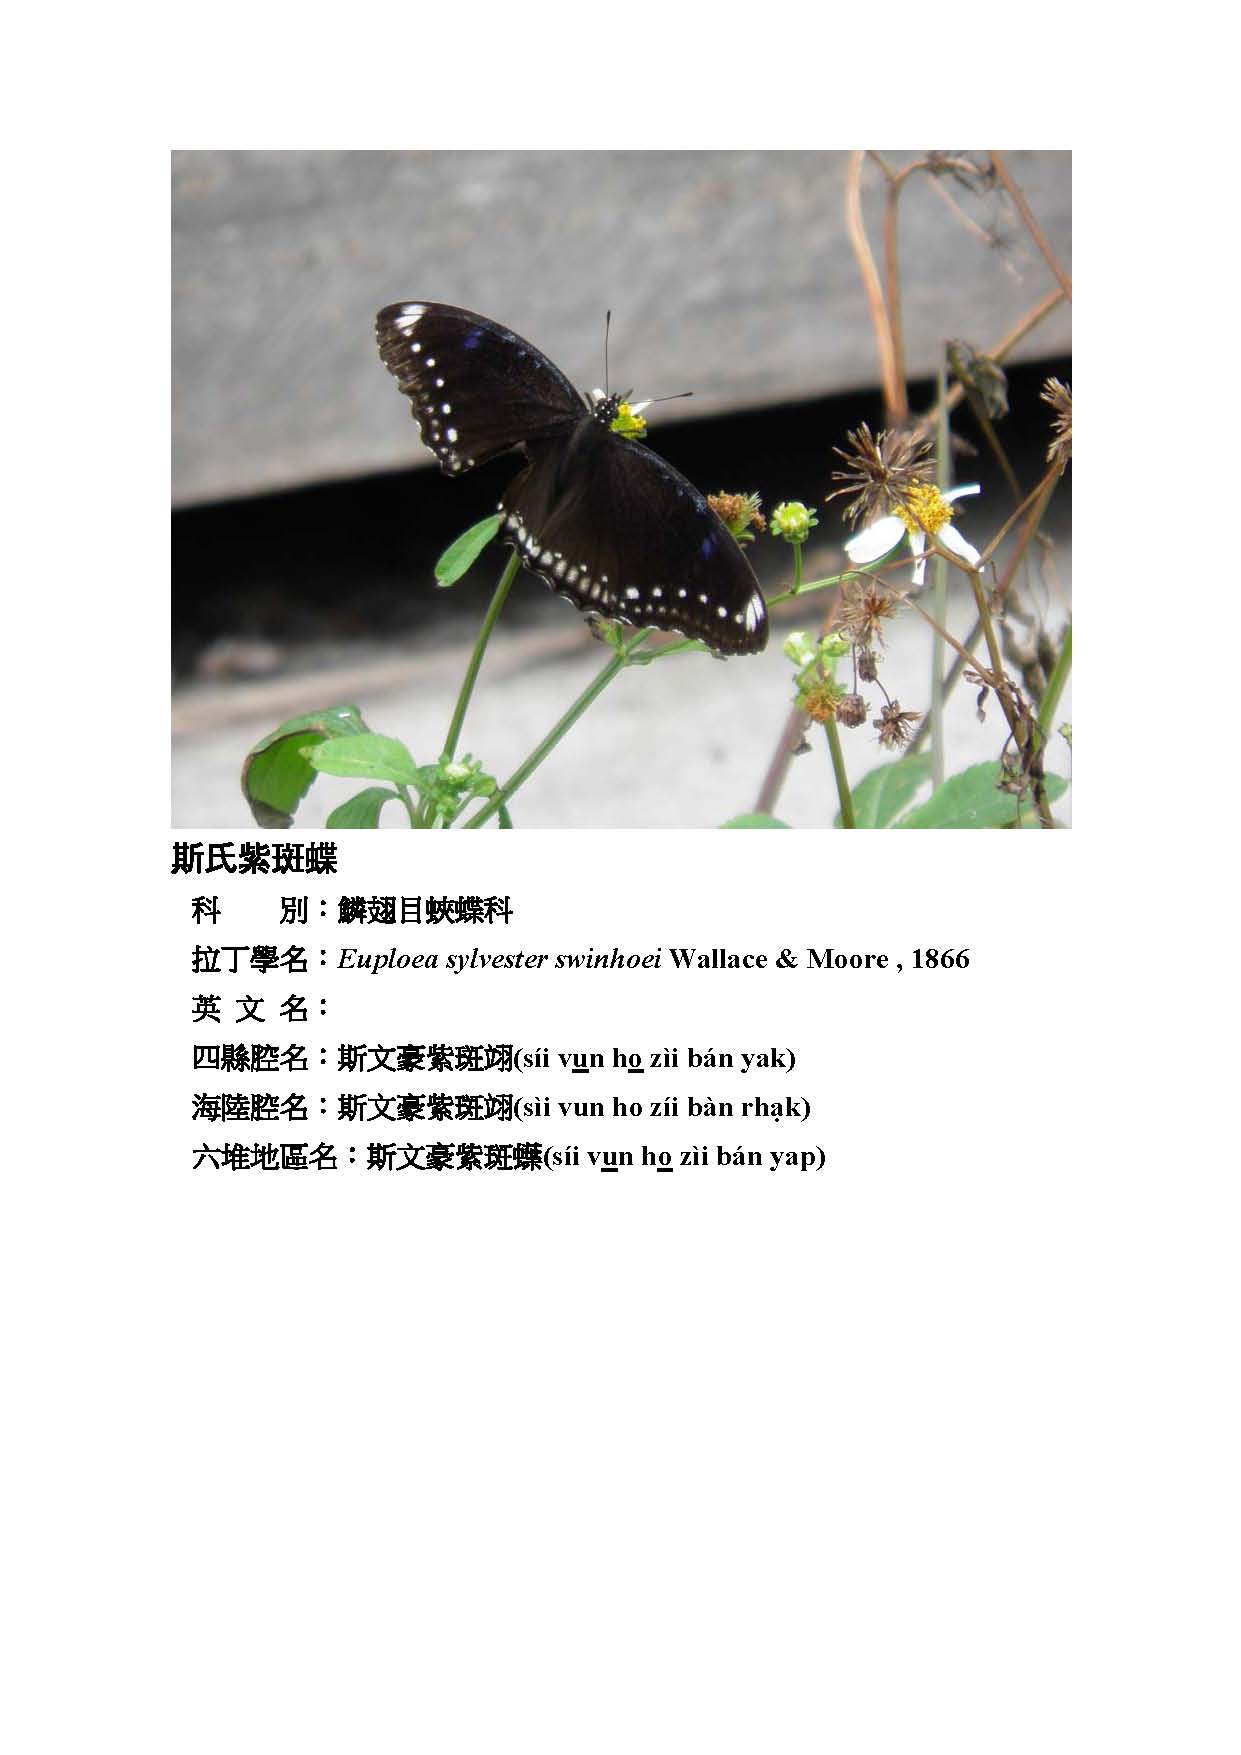 斯氏紫斑蝶
科　　別：鱗翅目蛺蝶科
拉丁學名：Euploea sylvester swinhoei Wallace & Moore , 1866
英 文 名：
四縣腔名：斯文豪紫斑䍻(síi vun ho zìi bán yak)
海陸腔名：斯文豪紫斑䍻(sìi vun ho zíi bàn rhạk)
六堆地區名：斯文豪紫斑蝶(síi vun ho zìi bán yap)